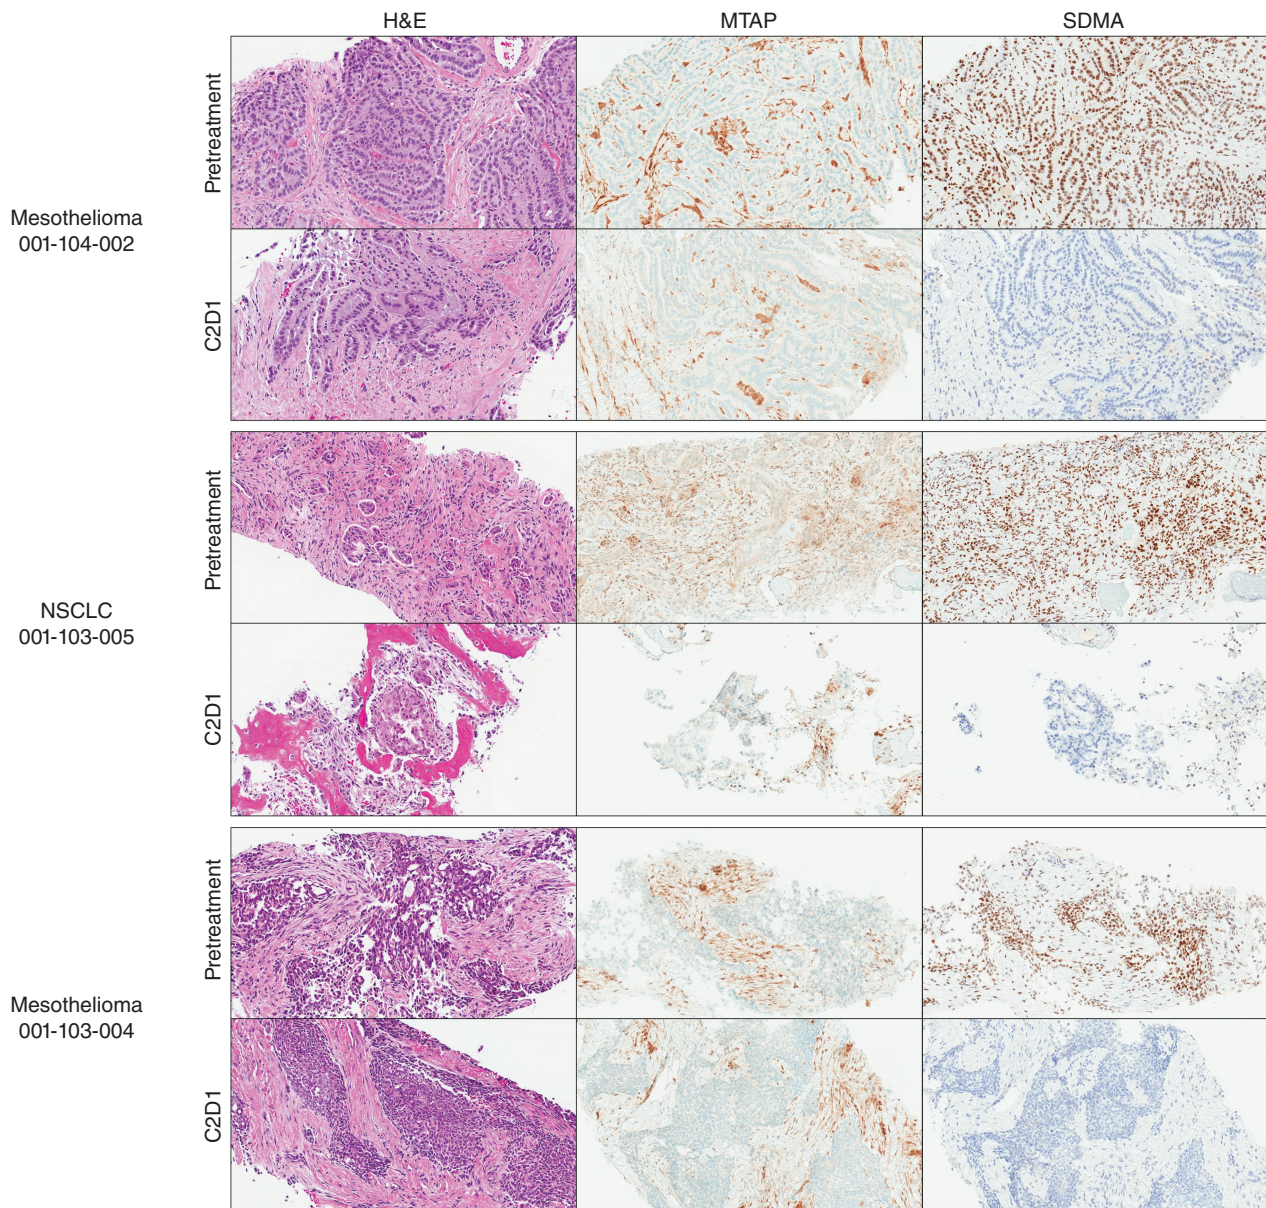 H&E
MTAP
SDMA
Mesothelioma
001-104-002
Pretreatment
C2D1
NSCLC
001-103-005
Pretreatment
C2D1
Mesothelioma
001-103-004
Pretreatment
C2D1